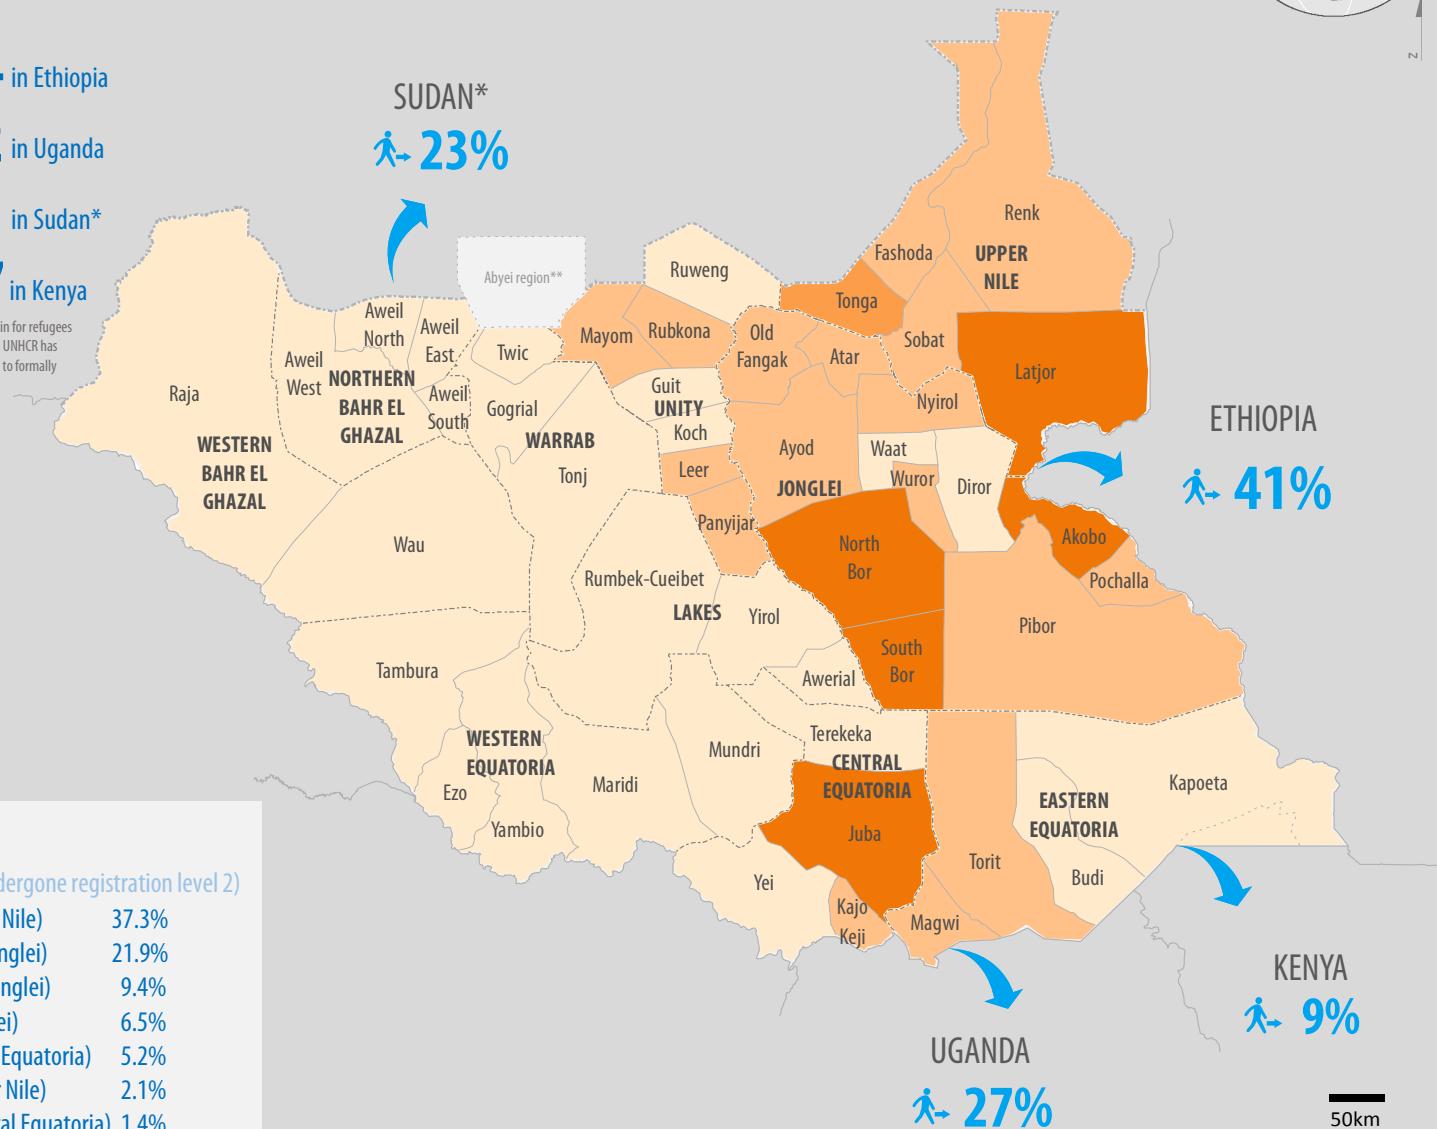 in Ethiopia
in Uganda
in Sudan*
in Kenya
in for refugees
UNHCR has
to formally
SUDAN*
23%
Abyei region**
Ruweng
Renk
Fashoda
UPPER
NILE
Tonga
Sobat
Latjor
Mayom
Rubkona
Old
Fangak
Atar
Nyirol
Aweil
North
Aweil
East
Twic
Aweil
West
NORTHERN
BAHR EL
GHAZAL
Aweil
South
Gogrial
WARRAB
Tonj
Raja
WESTERN
BAHR EL
GHAZAL
Guit
UNITY
Koch
Leer
Panyijar
Ayod
JONGLEI
Waat
Wuror
Diror
ETHIOPIA
41%
Akobo
Pochalla
Wau
North
Bor
Rumbek-Cueibet
LAKES
Yirol
Pibor
South
Bor
Awerial
Tambura
WESTERN
EQUATORIA
Mundri
Terekeka
CENTRAL
EQUATORIA
Juba
Ezo
Yambio
Maridi
Yei
Kajo
Keji
Magwi
Torit
EASTERN
EQUATORIA
Kapoeta
Budi
KENYA
9%
UGANDA
27%
50km
N
dergone registration level 2)
Nile) 37.3%
nglei) 21.9%
nglei) 9.4%
ei) 6.5%
Equatoria) 5.2%
r Nile) 2.1%
al Equatoria) 1.4%